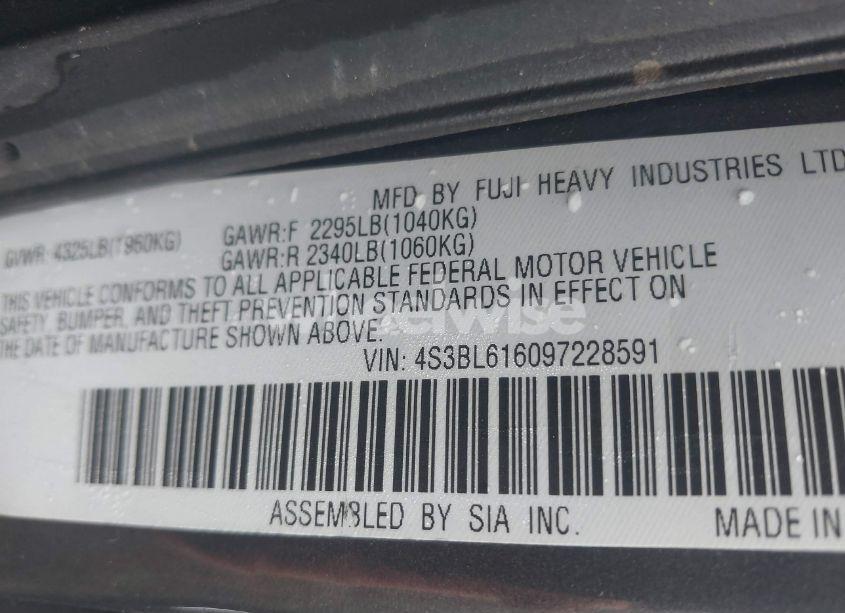 MFD. BY FUJI HEAVY INDUSTRIES LTD
GVWR: 4325LB(1960KG) GAWR:F 2295LB(1040KG)
GAWR:R 2340LB(1060KG)
THIS VEHICLE CONFORMS TO ALL APPLICABLE FEDERAL MOTOR VEHICLE
SAFETY, BUMPER, AND THEFT PREVENTION STANDARDS IN EFFECT ON
THE DATE OF MANUFACTURE SHOWN ABOVE.
VIN: 4S3BL616097228591
ASSEMBLED BY SIA INC. MADE IN